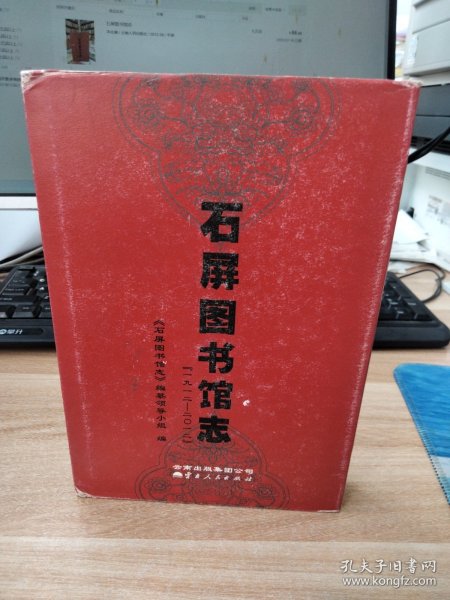 石屏图书馆志
[一九一二—二〇一二]
《石屏图书馆志》编纂领导小组 编
云南出版集团公司
云南人民出版社
孔夫子旧书网
www.kongfz.com